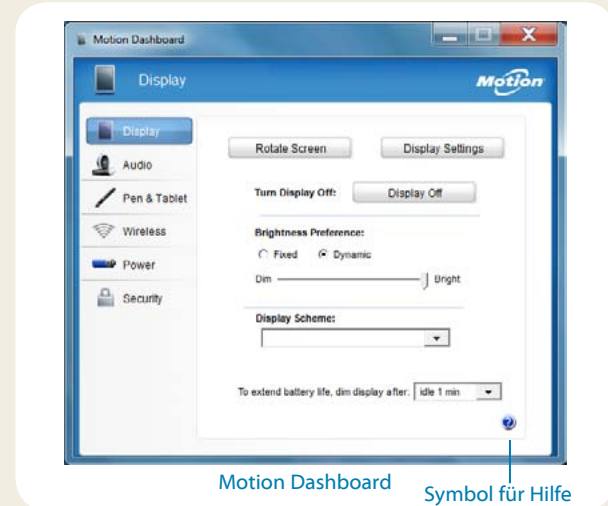 Motion Dashboard
Display
Motion
Display
Audio
Pen & Tablet
Wireless
Power
Security
Rotate Screen Display Settings
Turn Display Off: Display Off
Brightness Preference:
Fixed Dynamic
Dim Bright
Display Scheme:
To extend battery life, dim display after: idle 1 min
?
Motion Dashboard
Symbol für Hilfe